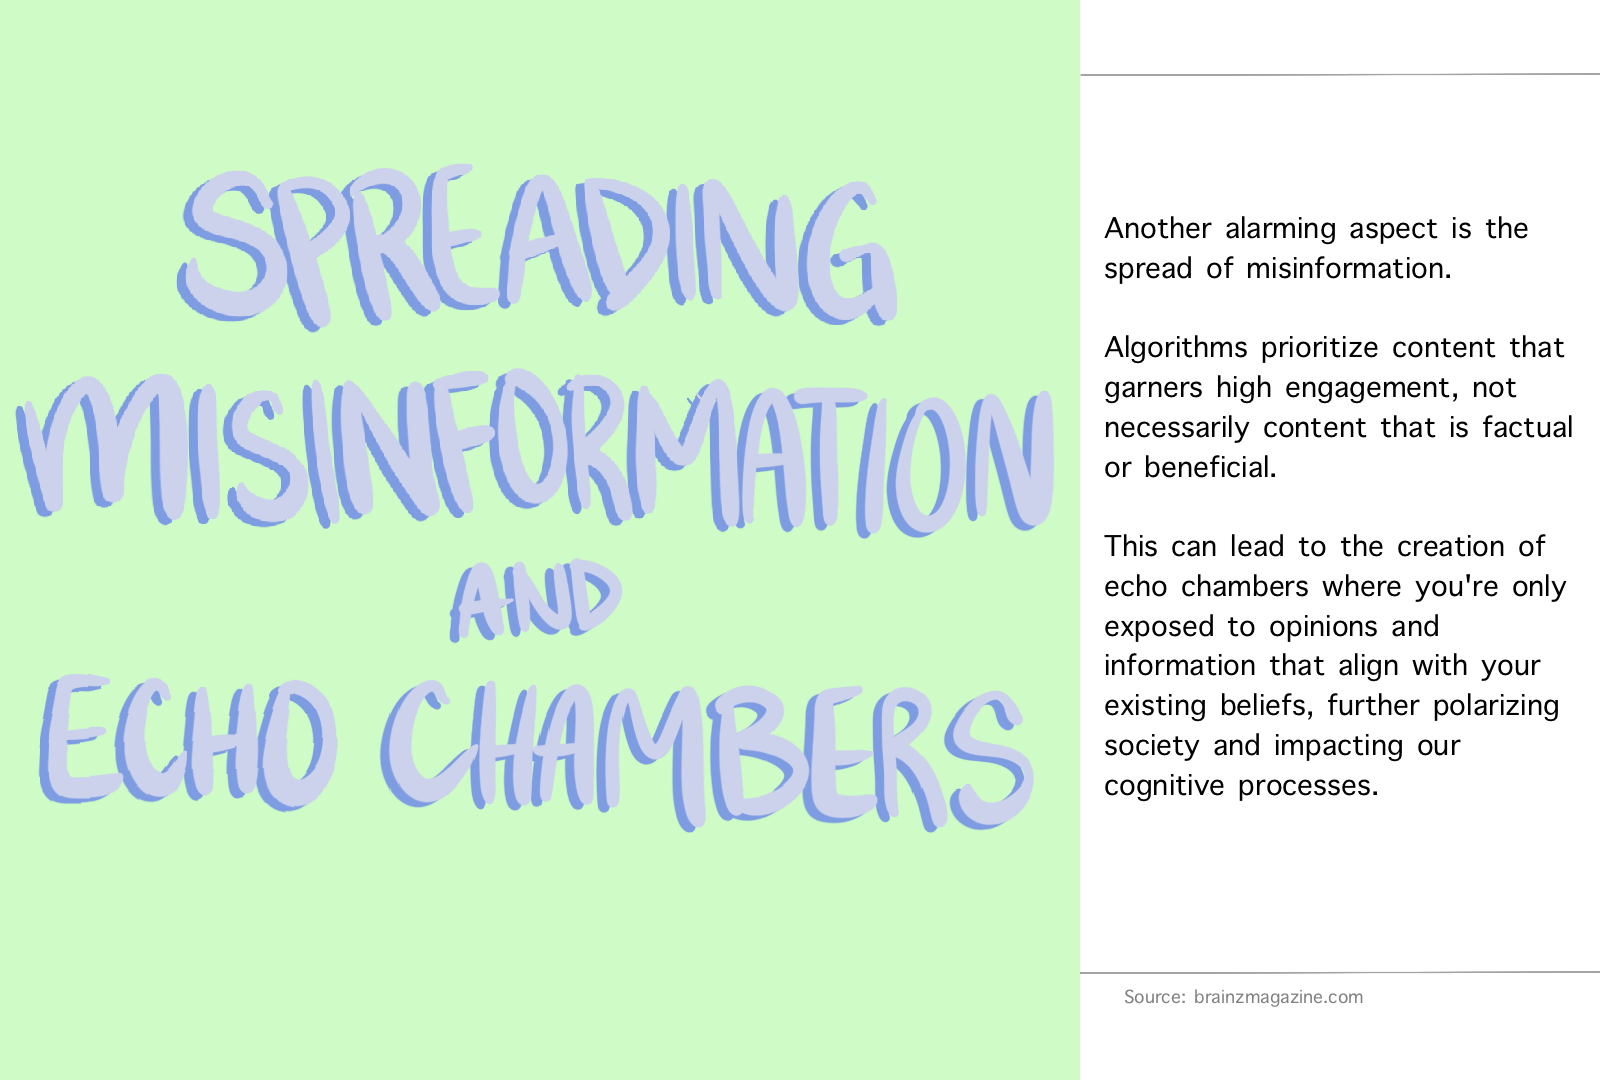 SPREADING
MISINFORMATION
AND
ECHO CHAMBERS
Another alarming aspect is the
spread of misinformation.
Algorithms prioritize content that
garners high engagement, not
necessarily content that is factual
or beneficial.
This can lead to the creation of
echo chambers where you're only
exposed to opinions and
information that align with your
existing beliefs, further polarizing
society and impacting our
cognitive processes.
Source: brainzmagazine.com